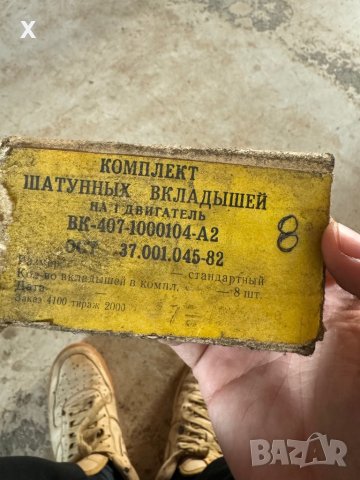 x
КОМПЛЕКТ
ШАТУННЫХ ВКЛАДЫШЕЙ
НА 1 ДВИГАТЕЛЬ
ВК-407-1000104-А2
ОСТ 37.001.045-82
8
Размер — стандартный
Кол-во вкладышей в компл. — 8 шт.
Дата
Заказ 4100 тираж 2000
BAZAR